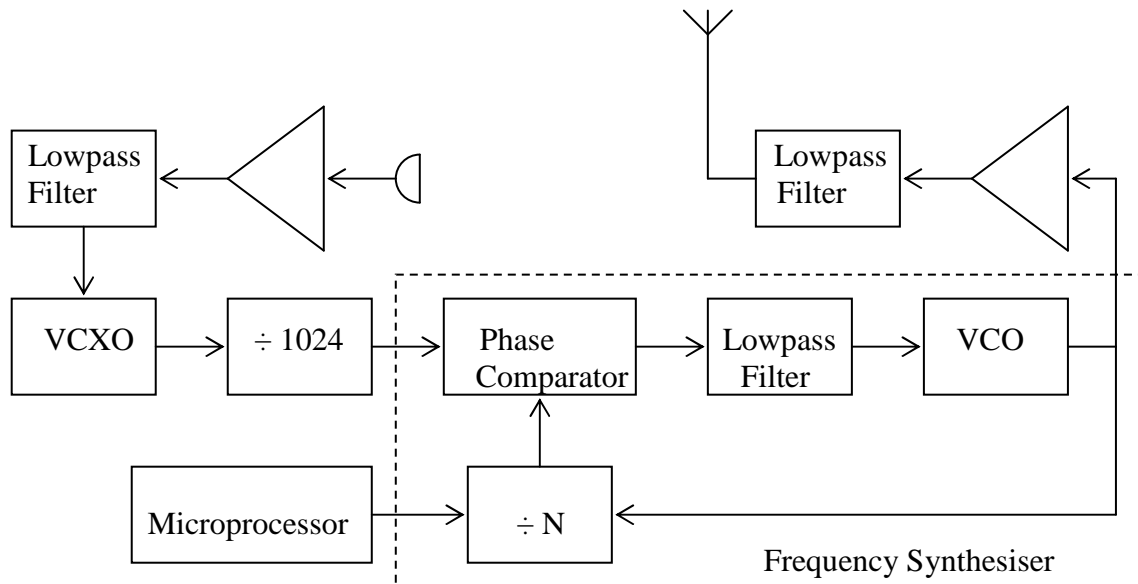 Lowpass
Filter
Lowpass
Filter
VCXO
÷ 1024
Phase
Comparator
Lowpass
Filter
VCO
Microprocessor
÷ N
Frequency Synthesiser